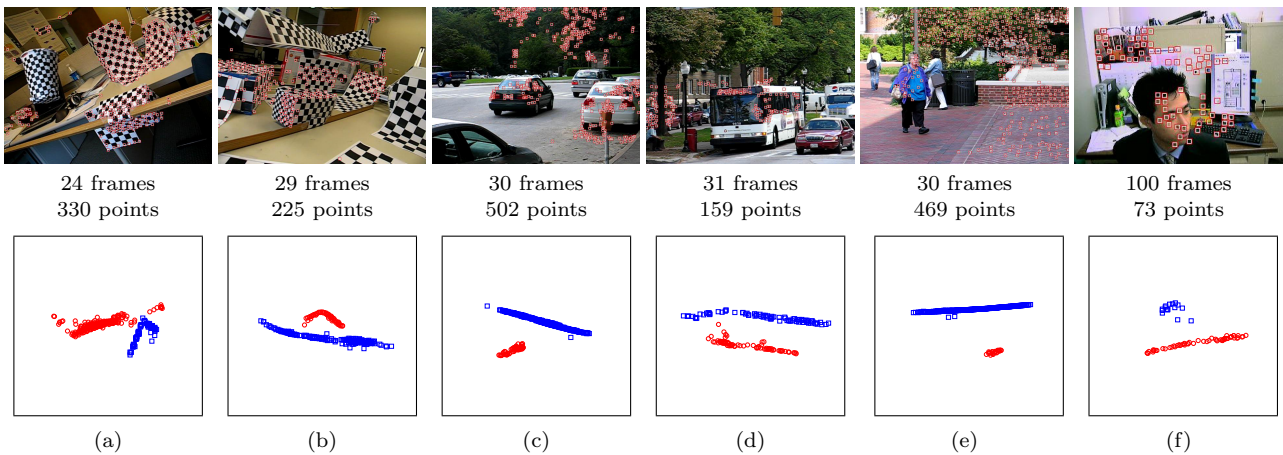 24 frames
330 points
29 frames
225 points
30 frames
502 points
31 frames
159 points
30 frames
469 points
100 frames
73 points
(a)
(b)
(c)
(d)
(e)
(f)